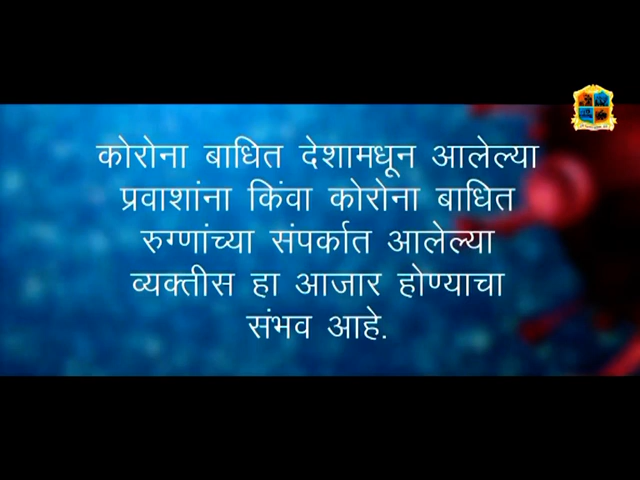 कोरोना बाधित देशामधून आलेल्या
प्रवाशांना किंवा कोरोना बाधित
रुग्णांच्या संपर्कात आलेल्या
व्यक्तीस हा आजार होण्याचा
संभव आहे.